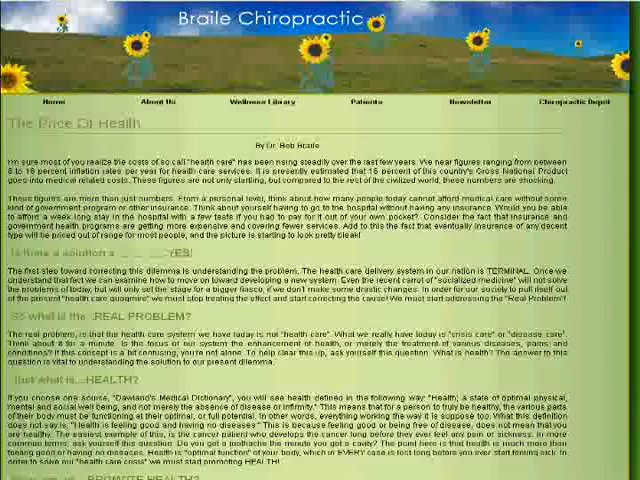 Braile Chiropractic
Home About Us Wellness Library Patients Newsletter Chiropractic Depot
The Price Of Health
By Dr. Bob Braile
I'm sure most of you realize the costs of so call "health care" has been rising steadily over the last few years. We hear figures ranging from between
8 to 16 percent inflation rates per year for health care services. It is presently estimated that 16 percent of this country's Gross National Product
goes into medical related costs. These figures are not only startling, but compared to the rest of the civilized world, these numbers are shocking.
These figures are more than just numbers. From a personal level, think about how many people today cannot afford medical care without some
kind of government program or other insurance. Think about yourself having to go to the hospital without having any insurance. Would you be able
to afford a week long stay in the hospital with a few tests if you had to pay for it out of your own pocket? Consider the fact that insurance and
government health programs are getting more expensive and covering fewer services. Add to this the fact that eventually insurance of any decent
type will be priced out of range for most people, and the picture is starting to look pretty bleak!
Is there a solution a ... ... ... YES!
The first step toward correcting this dilemma is understanding the problem. The health care delivery system in our nation is TERMINAL. Once we
understand that fact we can examine how to move on toward developing a new system. Even the recent carrot of "socialized medicine" will not solve
the problems of today, but will only set the stage for a bigger fiasco, if we don't make some drastic changes. In order for our society to pull itself out
of the present "health care quagmire" we must stop treating the effect and start correcting the cause! We must start addressing the "Real Problem"!
So what is the ..REAL PROBLEM?
The real problem, is that the health care system we have today is not "health care". What we really have today is "crisis care" or "disease care".
Think about it for a minute. Is the focus of our system the enhancement of health, or merely the treatment of various diseases, pains, and
conditions? If this concept is a bit confusing, you're not alone. To help clear this up, ask yourself this question. What is health? The answer to this
question is vital to understanding the solution to our present dilemma.
Just what is...HEALTH?
If you choose one source, "Dawland's Medical Dictionary", you will see health defined in the following way: "Health; A state of optimal physical,
mental and social well being, and not merely the absence of disease or infirmity." This means that for a person to truly be healthy, the various parts
of their body must be functioning at their optimal, or full potential. In other words, everything working the way it is suppose too. What this definition
does not say is, "Health is feeling good and having no diseases". This is because feeling good or being free of disease, does not mean that you
are healthy. The easiest example of this, is the cancer patient who develops the cancer long before they ever feel any pain or sickness. In more
common terms, ask yourself this question. Do you get a toothache the minute you get a cavity? The point here is that health is much more than
feeling good or having no diseases. Health is "optimal function" of your body, which in EVERY case is lost long before you ever start feeling sick. In
order to solve our "health care crisis" we must start promoting HEALTH!
PROMOTE HEALTH?